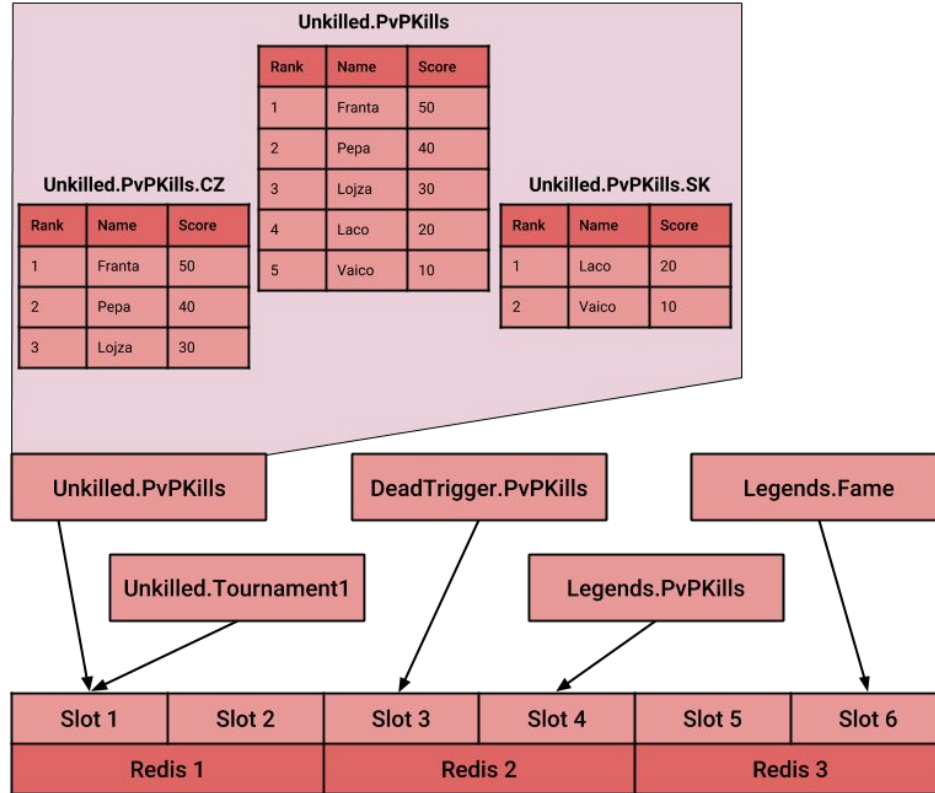 Unkilled.PvPKills
Rank Name Score
1 Franta 50
2 Pepa 40
3 Lojza 30
4 Laco 20
5 Vaico 10
Unkilled.PvPKills.CZ
Rank Name Score
1 Franta 50
2 Pepa 40
3 Lojza 30
Unkilled.PvPKills.SK
Rank Name Score
1 Laco 20
2 Vaico 10
Unkilled.PvPKills
DeadTrigger.PvPKills
Legends.Fame
Unkilled.Tournament1
Legends.PvPKills
Slot 1 Slot 2 Slot 3 Slot 4 Slot 5 Slot 6
Redis 1 Redis 2 Redis 3